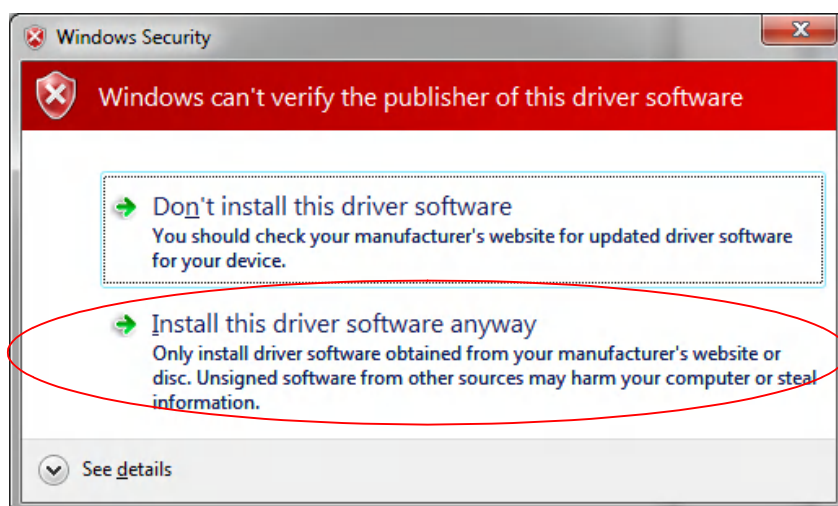 Windows Security
Windows can't verify the publisher of this driver software
Don't install this driver software
You should check your manufacturer's website for updated driver software
for your device.
Install this driver software anyway
Only install driver software obtained from your manufacturer's website or
disc. Unsigned software from other sources may harm your computer or steal
information.
See details